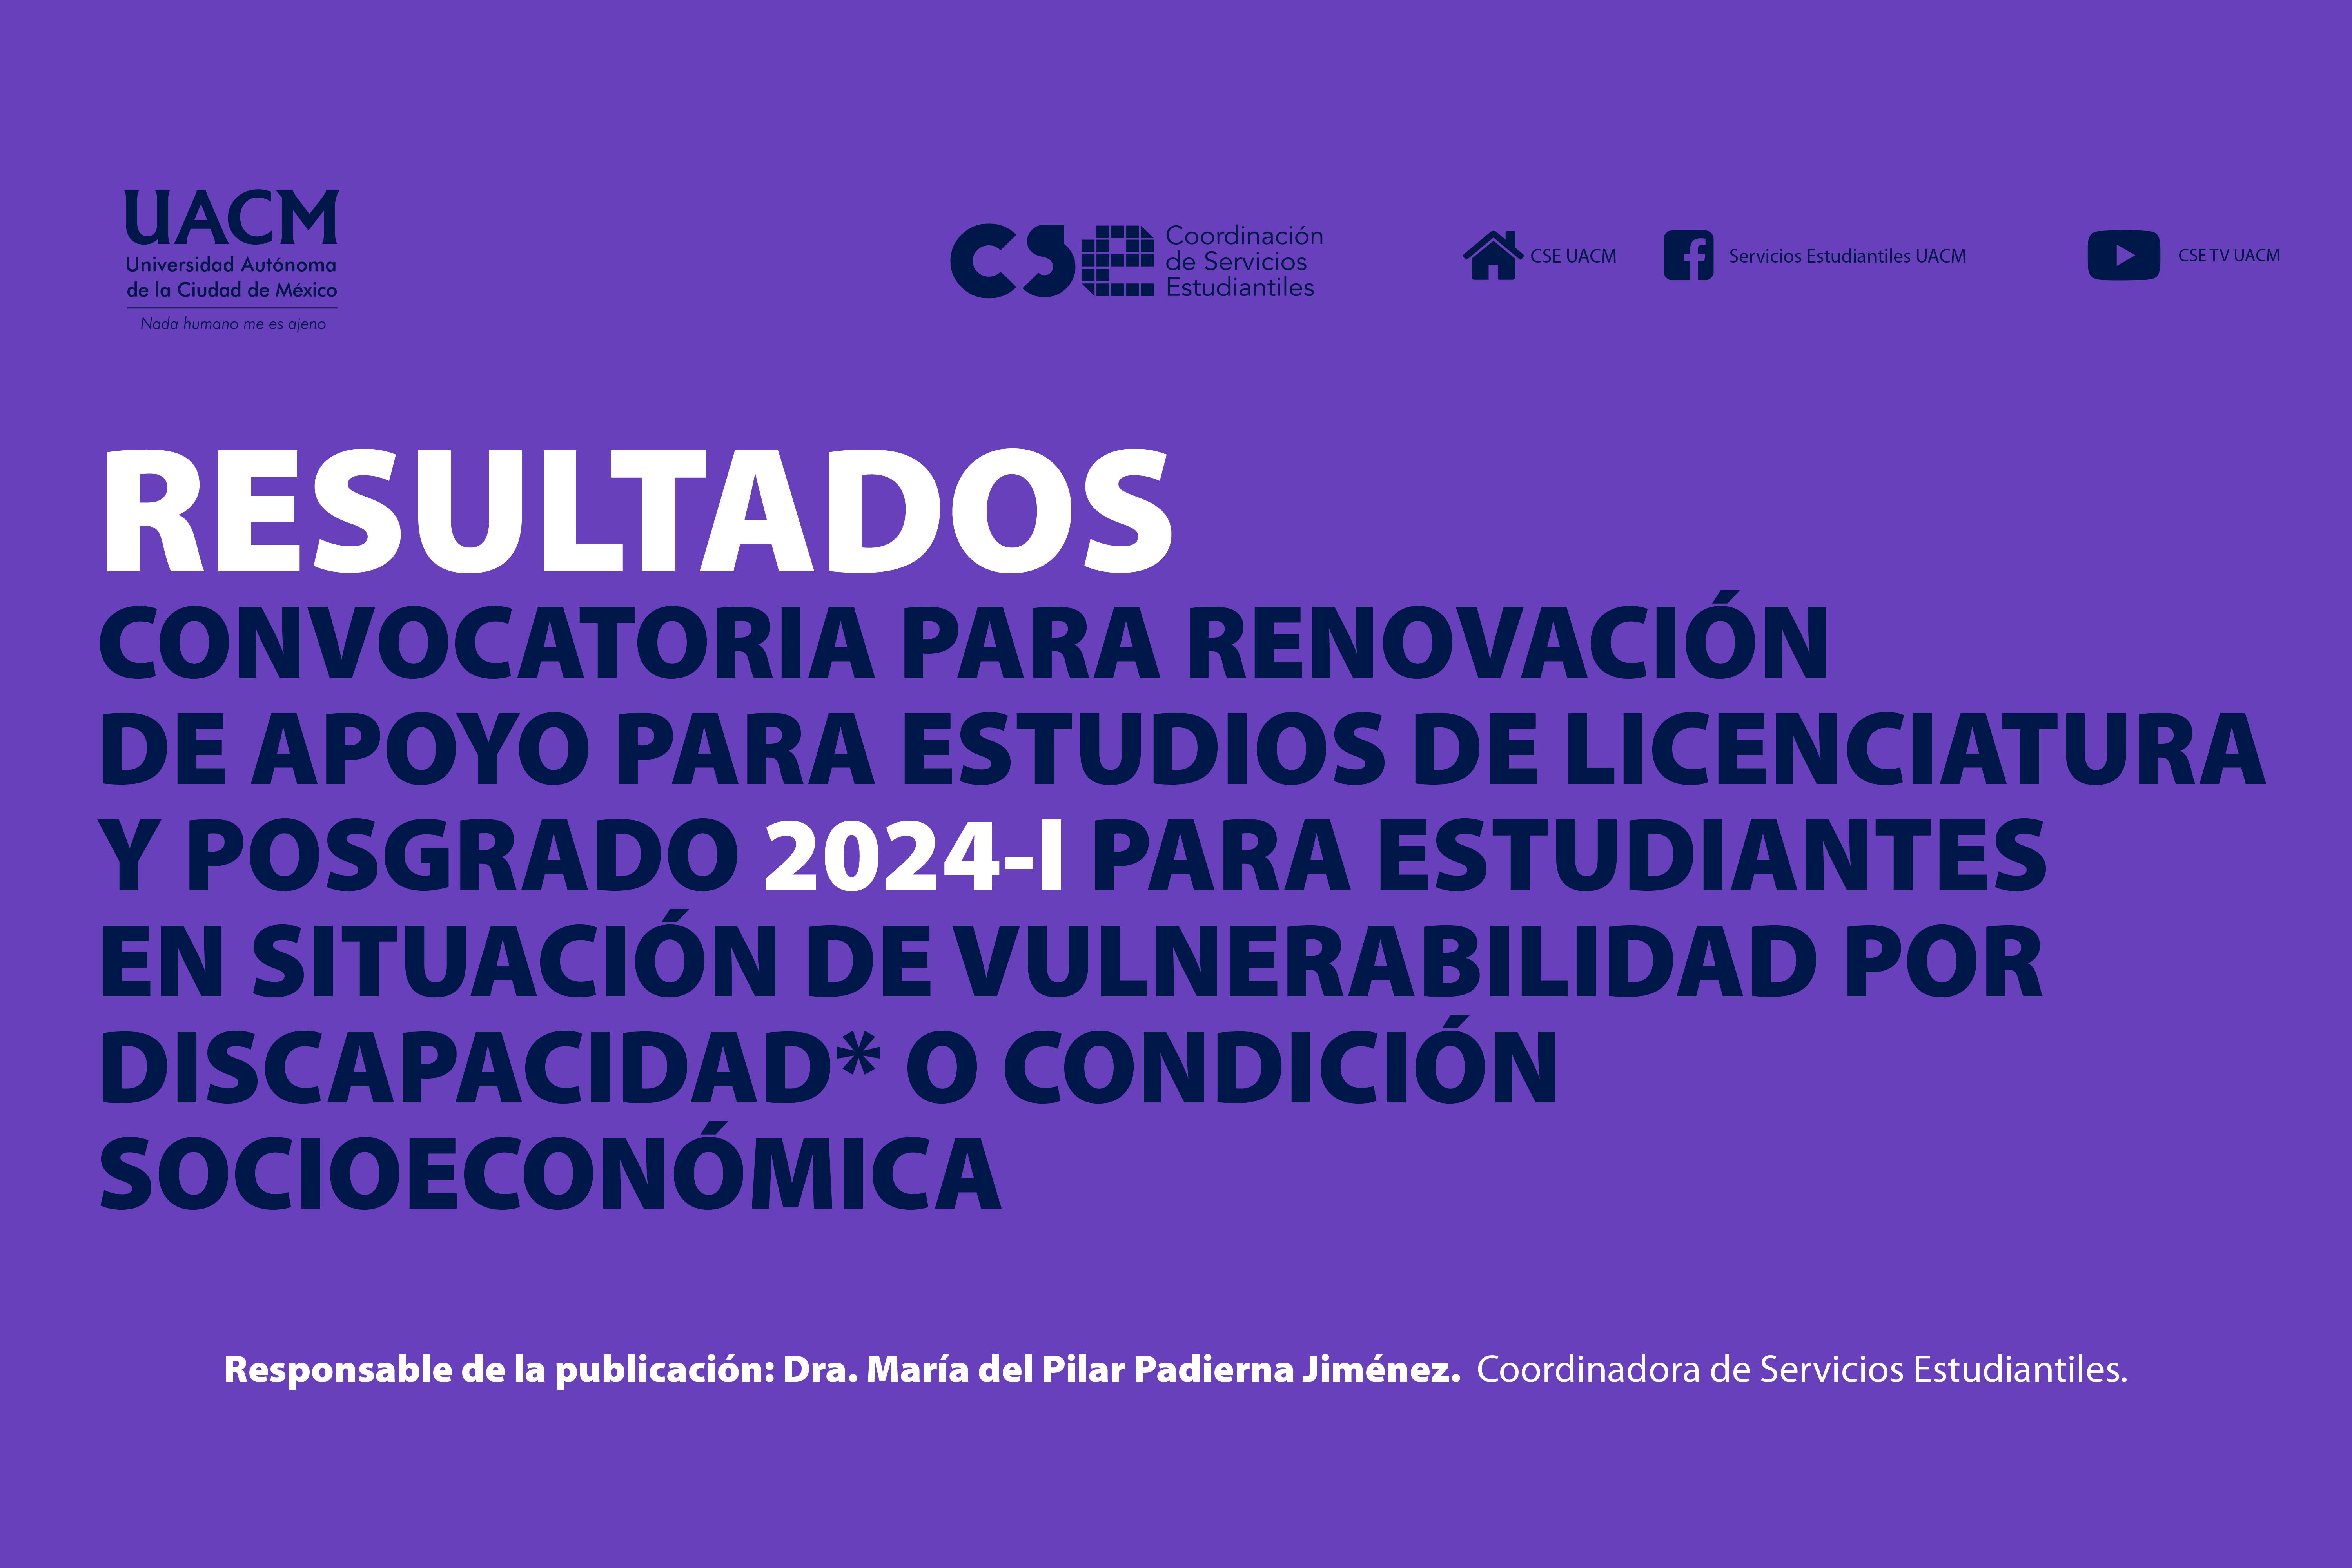 UACM
Universidad Autónoma
de la Ciudad de México
Nada humano me es ajeno
cse
Coordinación
de Servicios
Estudiantiles
CSE UACM
Servicios Estudiantiles UACM
CSE TV UACM
RESULTADOS
CONVOCATORIA PARA RENOVACIÓN
DE APOYO PARA ESTUDIOS DE LICENCIATURA
Y POSGRADO 2024-I PARA ESTUDIANTES
EN SITUACIÓN DE VULNERABILIDAD POR
DISCAPACIDAD* O CONDICIÓN
SOCIOECONÓMICA
Responsable de la publicación: Dra. María del Pilar Padierna Jiménez. Coordinadora de Servicios Estudiantiles.